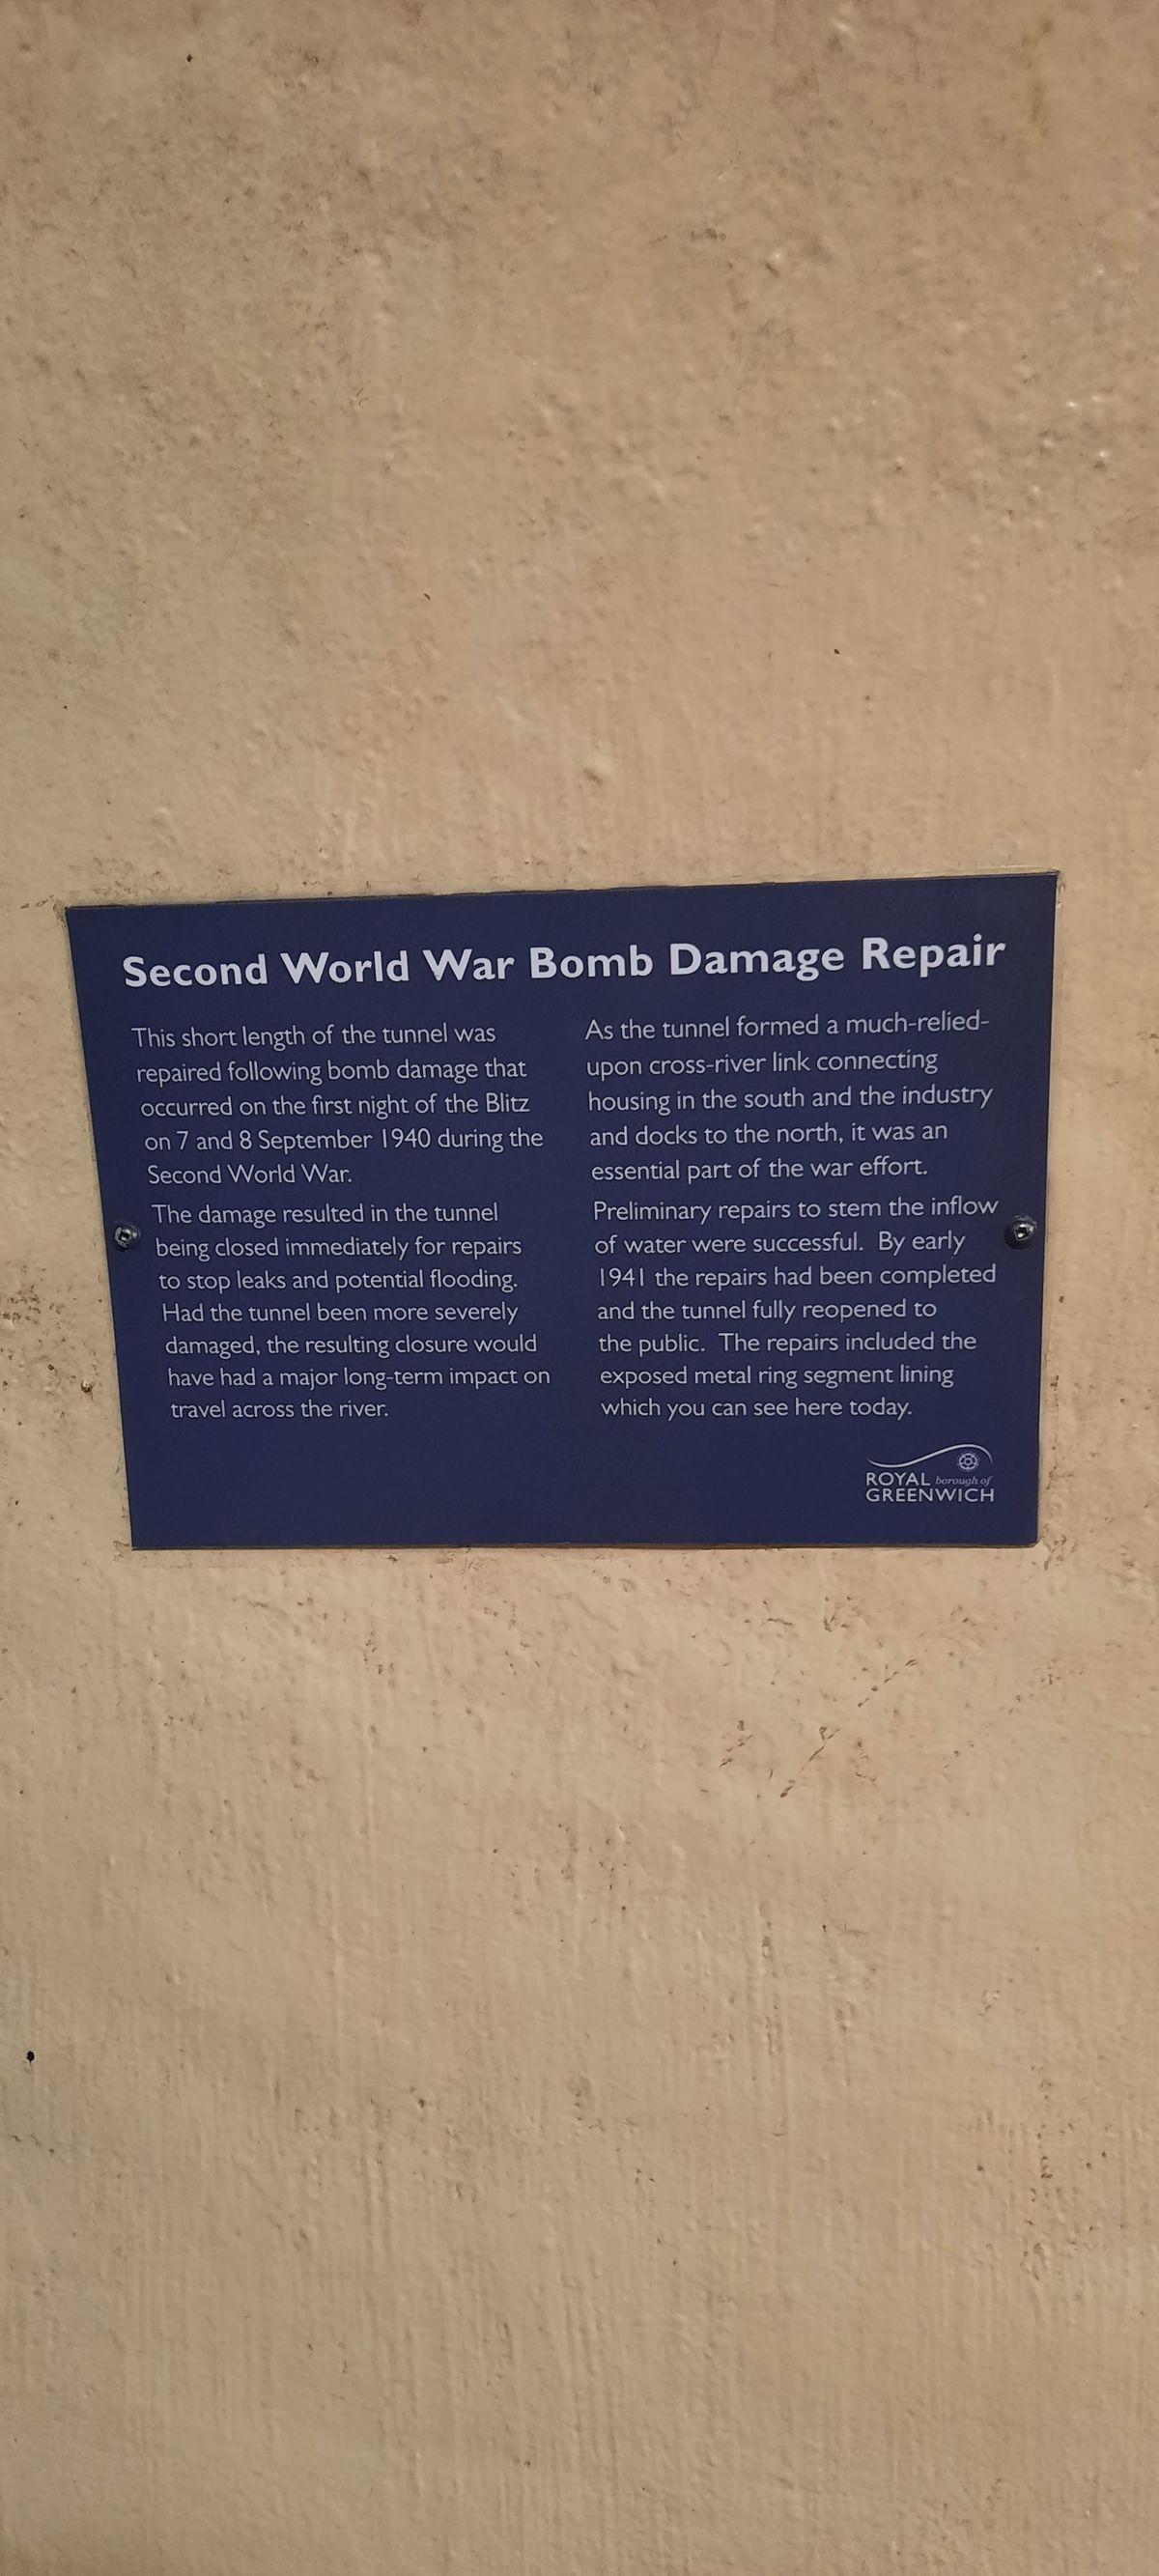 Second World War Bomb Damage Repair
This short length of the tunnel was
repaired following bomb damage that
occurred on the first night of the Blitz
on 7 and 8 September 1940 during the
Second World War.
The damage resulted in the tunnel
being closed immediately for repairs
to stop leaks and potential flooding.
Had the tunnel been more severely
damaged, the resulting closure would
have had a major long-term impact on
travel across the river.
As the tunnel formed a much-relied-
upon cross-river link connecting
housing in the south and the industry
and docks to the north, it was an
essential part of the war effort.
Preliminary repairs to stem the inflow
of water were successful.  By early
1941 the repairs had been completed
and the tunnel fully reopened to
the public.  The repairs included the
exposed metal ring segment lining
which you can see here today.
ROYAL borough of
GREENWICH